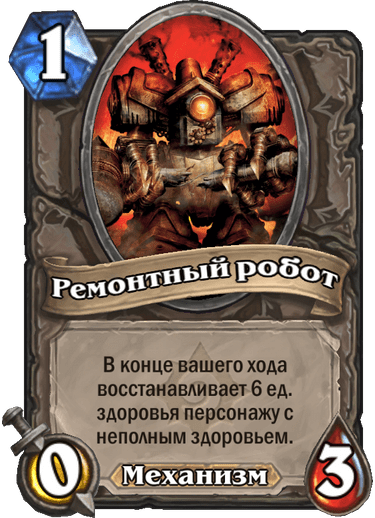 1
Ремонтный робот
В конце вашего хода
восстанавливает 6 ед.
здоровья персонажу с
неполным здоровьем.
0 Механизм 3